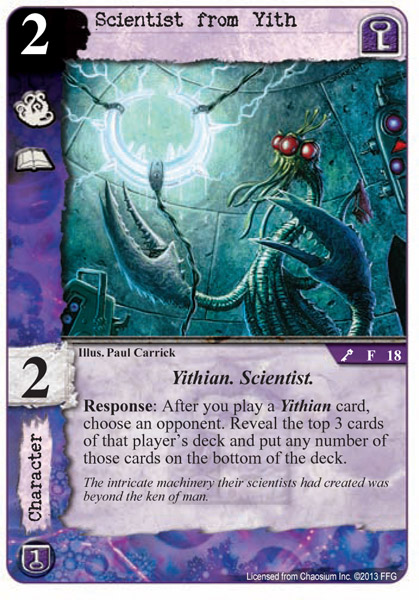 2
Scientist from Yith
Illus. Paul Carrick
F 18
2
Yithian. Scientist.
Response: After you play a Yithian card,
choose an opponent. Reveal the top 3 cards
of that player's deck and put any number of
those cards on the bottom of the deck.
The intricate machinery their scientists had created was
beyond the ken of man.
Character
1
Licensed from Chaosium Inc. ©2013 FFG